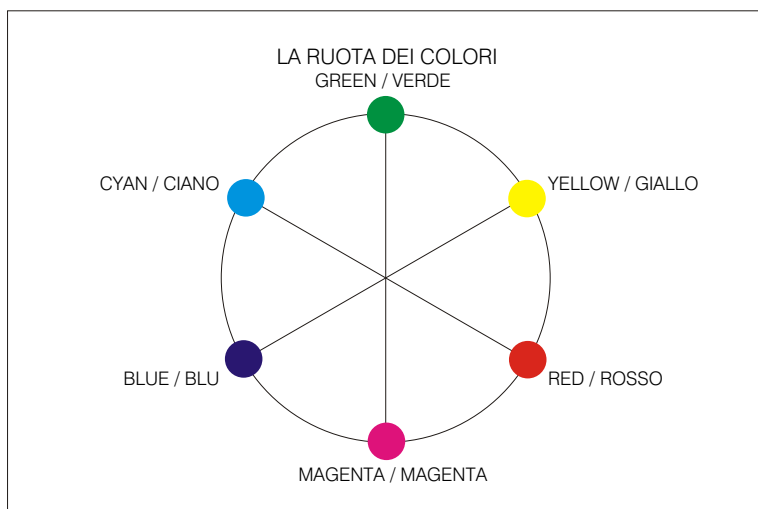 LA RUOTA DEI COLORI
GREEN / VERDE
CYAN / CIANO
YELLOW / GIALLO
BLUE / BLU
RED / ROSSO
MAGENTA / MAGENTA